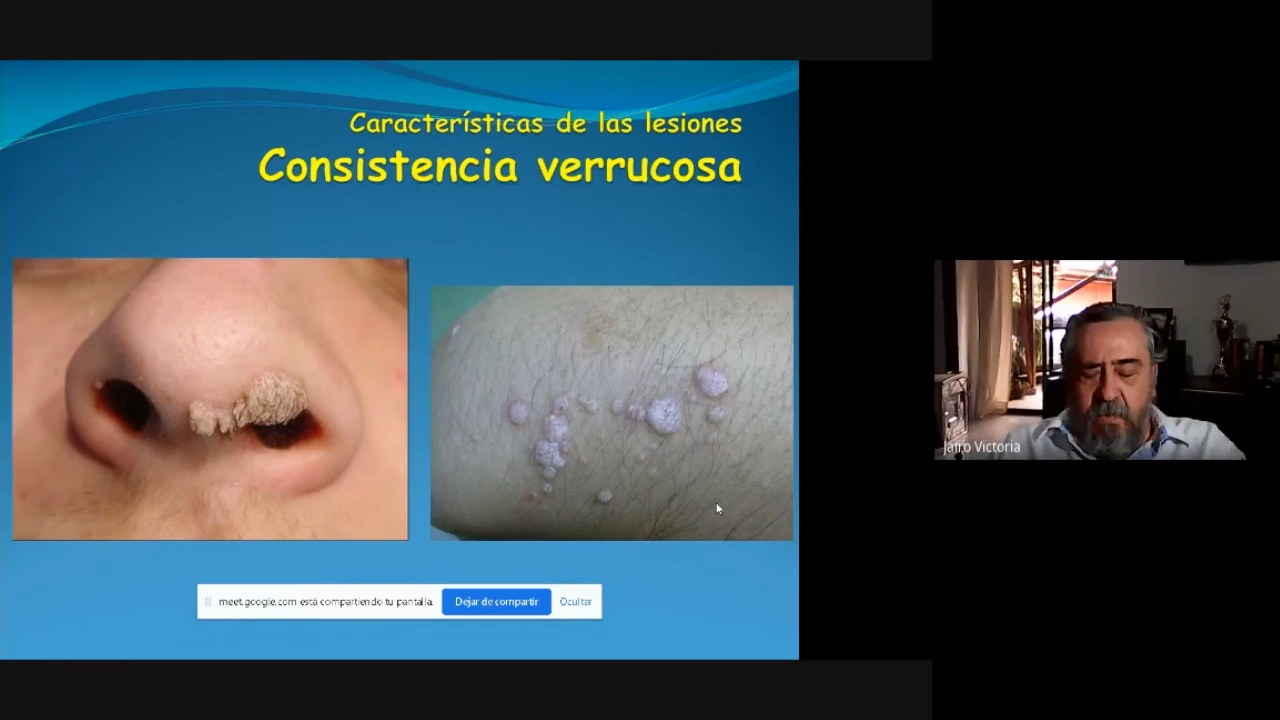 Características de las lesiones
Consistencia verrucosa
meet.google.com está compartiendo tu pantalla.
Dejar de compartir
Ocultar
Jairo Victoria